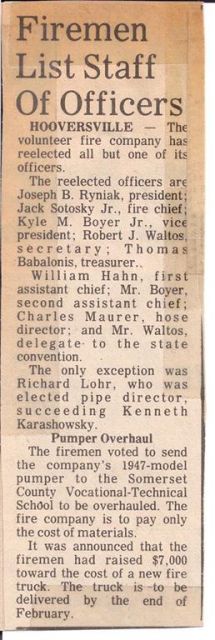 Firemen
List Staff
Of Officers
HOOVERSVILLE — The
volunteer fire company has
reelected all but one of its
officers.
The reelected officers are
Joseph B. Ryniak, president;
Jack Sotosky Jr., fire chief;
Kyle M. Boyer Jr., vice
president; Robert J. Waltos,
secretary; Thomas
Babalonis, treasurer.
William Hahn, first
assistant chief; Mr. Boyer,
second assistant chief;
Charles Maurer, hose
director; and Mr. Waltos,
delegate to the state
convention.
The only exception was
Richard Lohr, who was
elected pipe director,
succeeding Kenneth
Karashowsky.
Pumper Overhaul
The firemen voted to send
the company's 1947-model
pumper to the Somerset
County Vocational-Technical
School to be overhauled. The
fire company is to pay only
the cost of materials.
It was announced that the
firemen had raised $7,000
toward the cost of a new fire
truck. The truck is to be
delivered by the end of
February.